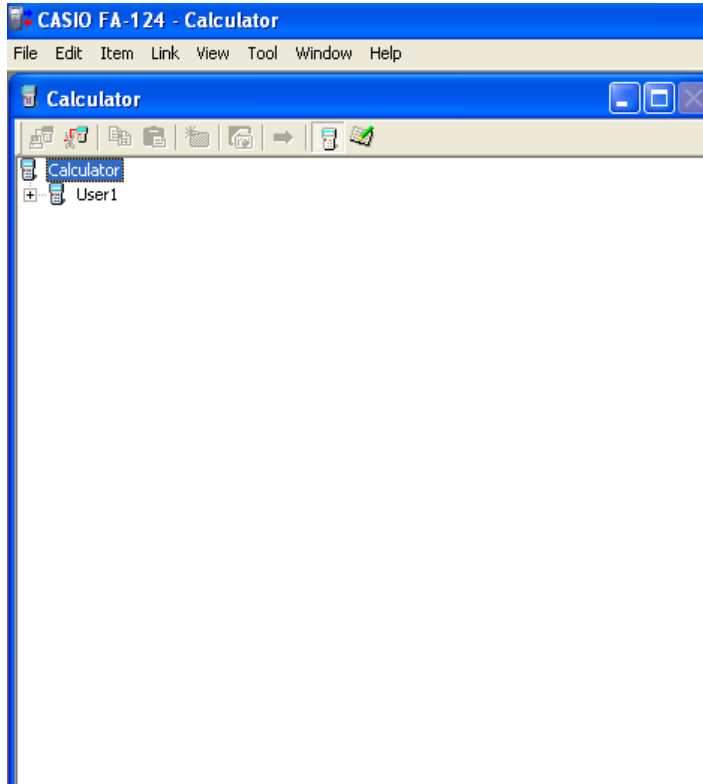 CASIO FA-124 - Calculator
File Edit Item Link View Tool Window Help
Calculator
Calculator
User1